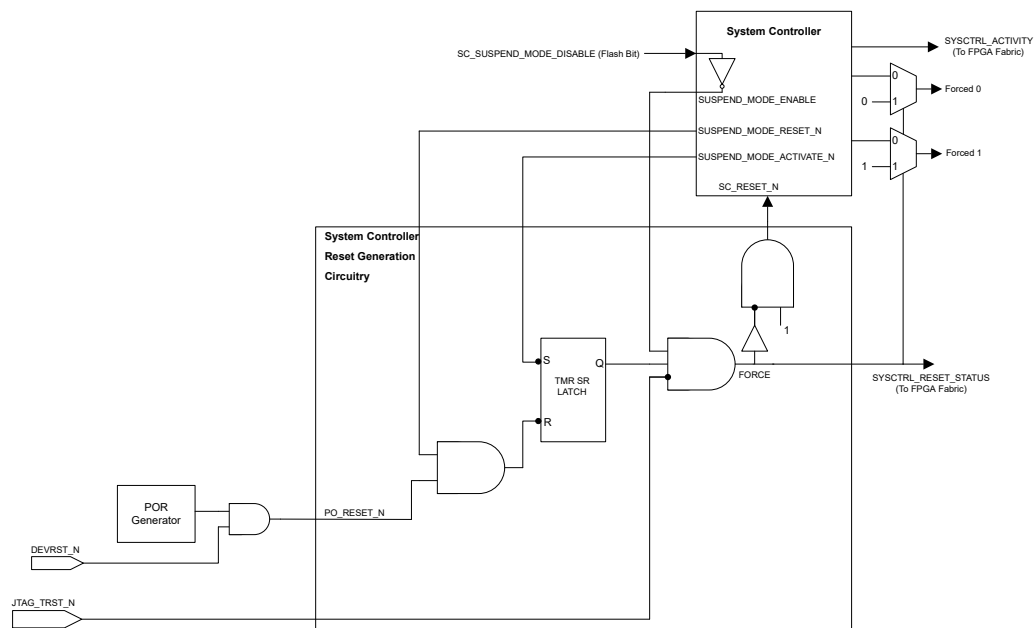 System Controller
SC_SUSPEND_MODE_DISABLE (Flash Bit)
SYSCTRL_ACTIVITY
(To FPGA Fabric)
0
Forced 0
SUSPEND_MODE_ENABLE
0
1
SUSPEND_MODE_RESET_N
0
Forced 1
SUSPEND_MODE_ACTIVATE_N
1
1
SC_RESET_N
System Controller
Reset Generation
Circuitry
1
S
Q
TMR SR
LATCH
FORCE
SYSCTRL_RESET_STATUS
(To FPGA Fabric)
R
POR
Generator
PO_RESET_N
DEVRST_N
JTAG_TRST_N